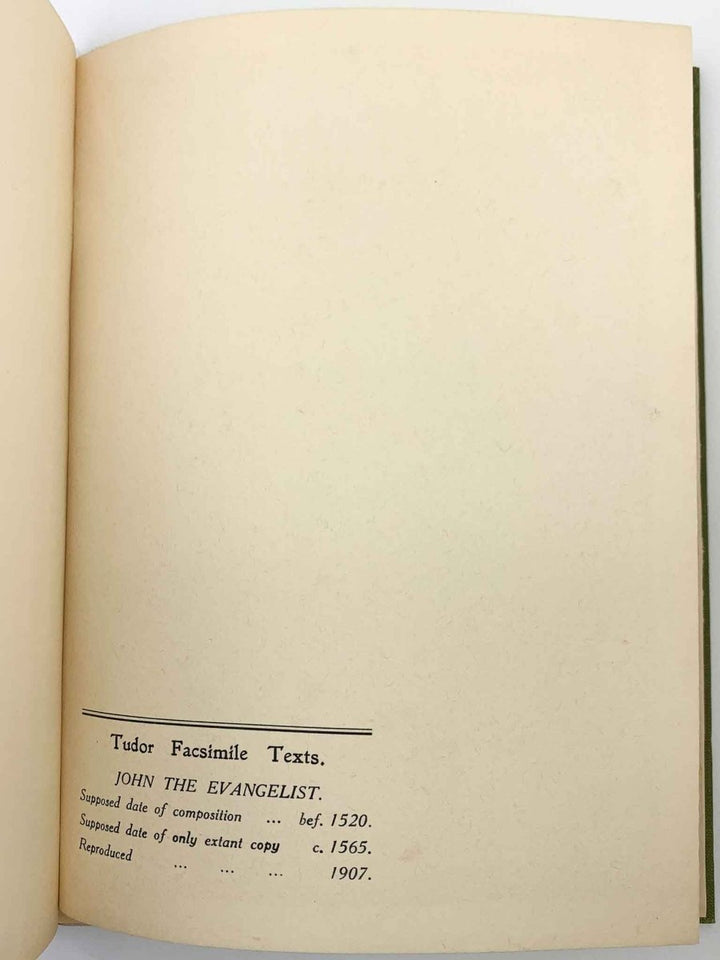 Tudor Facsimile Texts.
JOHN THE EVANGELIST.
Supposed date of composition ... bef. 1520.
Supposed date of only extant copy c. 1565.
Reproduced ... ... ... 1907.